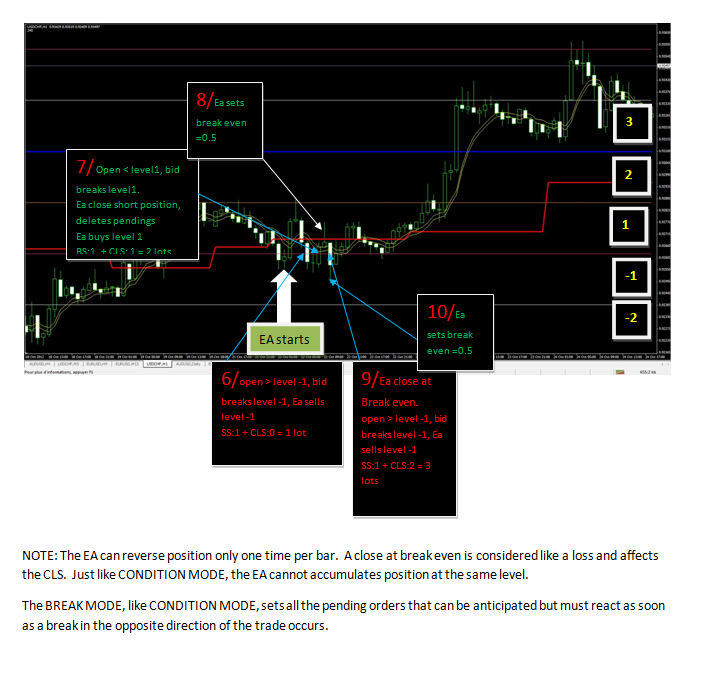 8/Ea sets
break even
=0.5
7/ Open < level1, bid
breaks level1.
Ea close short position,
deletes pendings
Ea buys level 1
BS:1 + CLS: 1 = 2 lots
3
2
1
-1
-2
EA starts
10/Ea
sets break
even =0.5
6/open > level -1, bid
breaks level -1, Ea sells
level -1
SS:1 + CLS:0 = 1 lot
9/Ea close at
Break even.
open > level -1, bid
breaks level -1, Ea
sells level -1
SS:1 + CLS:2 = 3
lots
NOTE: The EA can reverse position only one time per bar.  A close at breakeven is considered like a loss and affects
the CLS.  Just like CONDITION MODE, the EA cannot accumulates position at the same level.
The BREAK MODE, like CONDITION MODE, sets all the pending orders that can be anticipated but must react as soon
as a break in the opposite direction of the trade occurs.